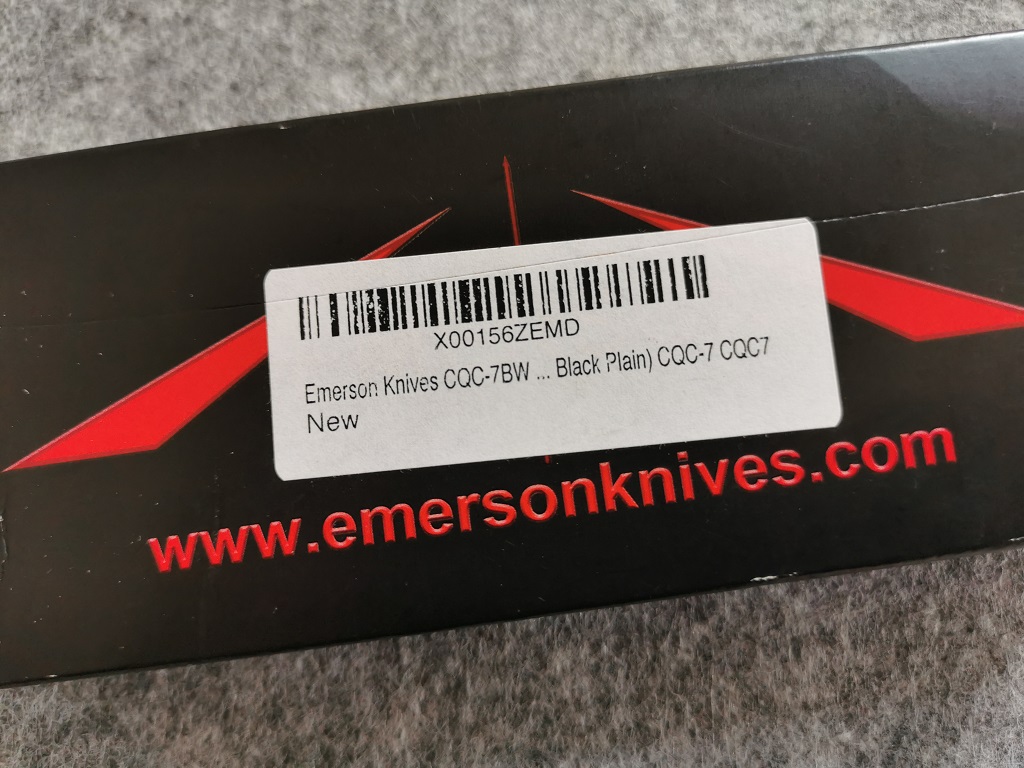 X00156ZEMD
Emerson Knives CQC-7BW ... Black Plain) CQC-7 CQC7
New
www.emersonknives.com